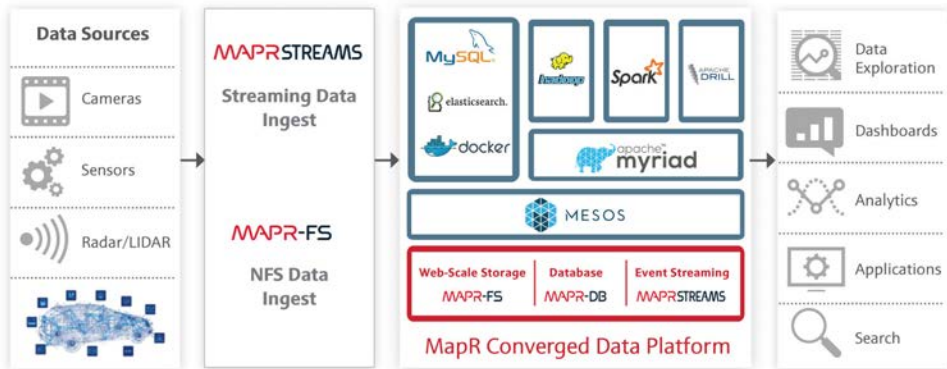 Data Sources
Cameras
Sensors
Radar/LIDAR
MAPR STREAMS
Streaming Data
Ingest
MAPR-FS
NFS Data
Ingest
MySQL
elasticsearch.
docker
hadoop
Spark
APACHE
DRILL
apache™
myriad
MESOS
Web-Scale Storage
MAPR-FS
Database
MAPR-DB
Event Streaming
MAPR STREAMS
MapR Converged Data Platform
Data
Exploration
Dashboards
Analytics
Applications
Search